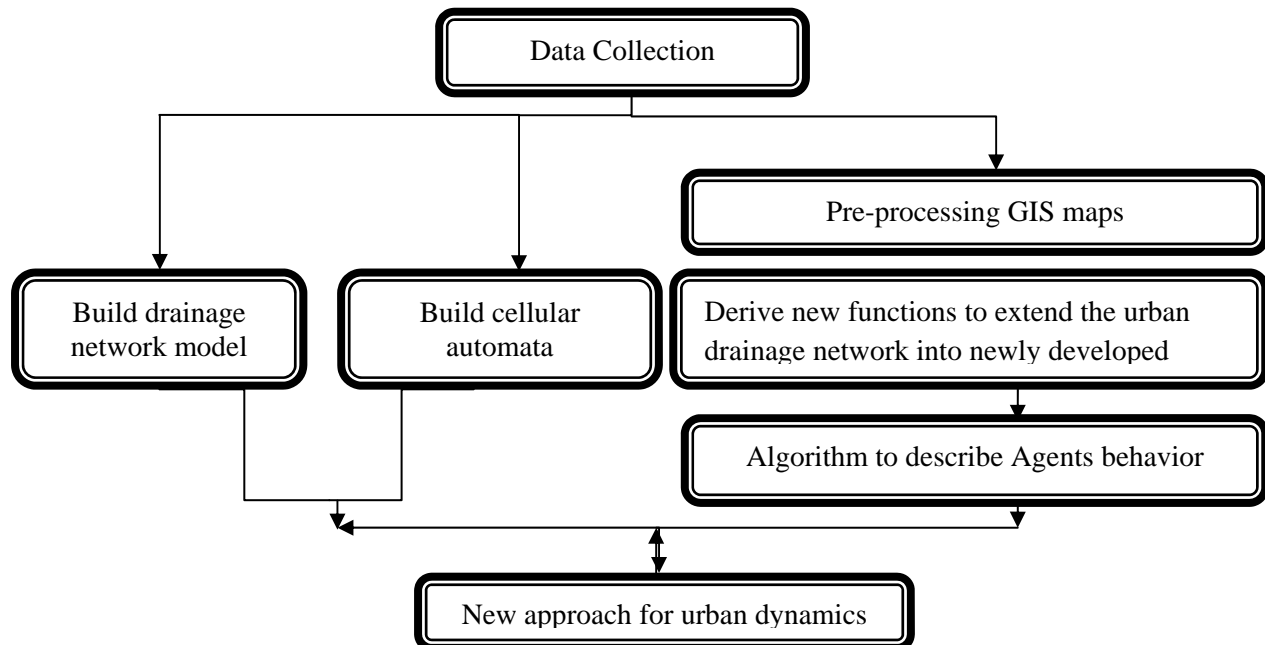 Data Collection
Pre-processing GIS maps
Build drainage
network model
Build cellular
automata
Derive new functions to extend the urban
drainage network into newly developed
Algorithm to describe Agents behavior
New approach for urban dynamics